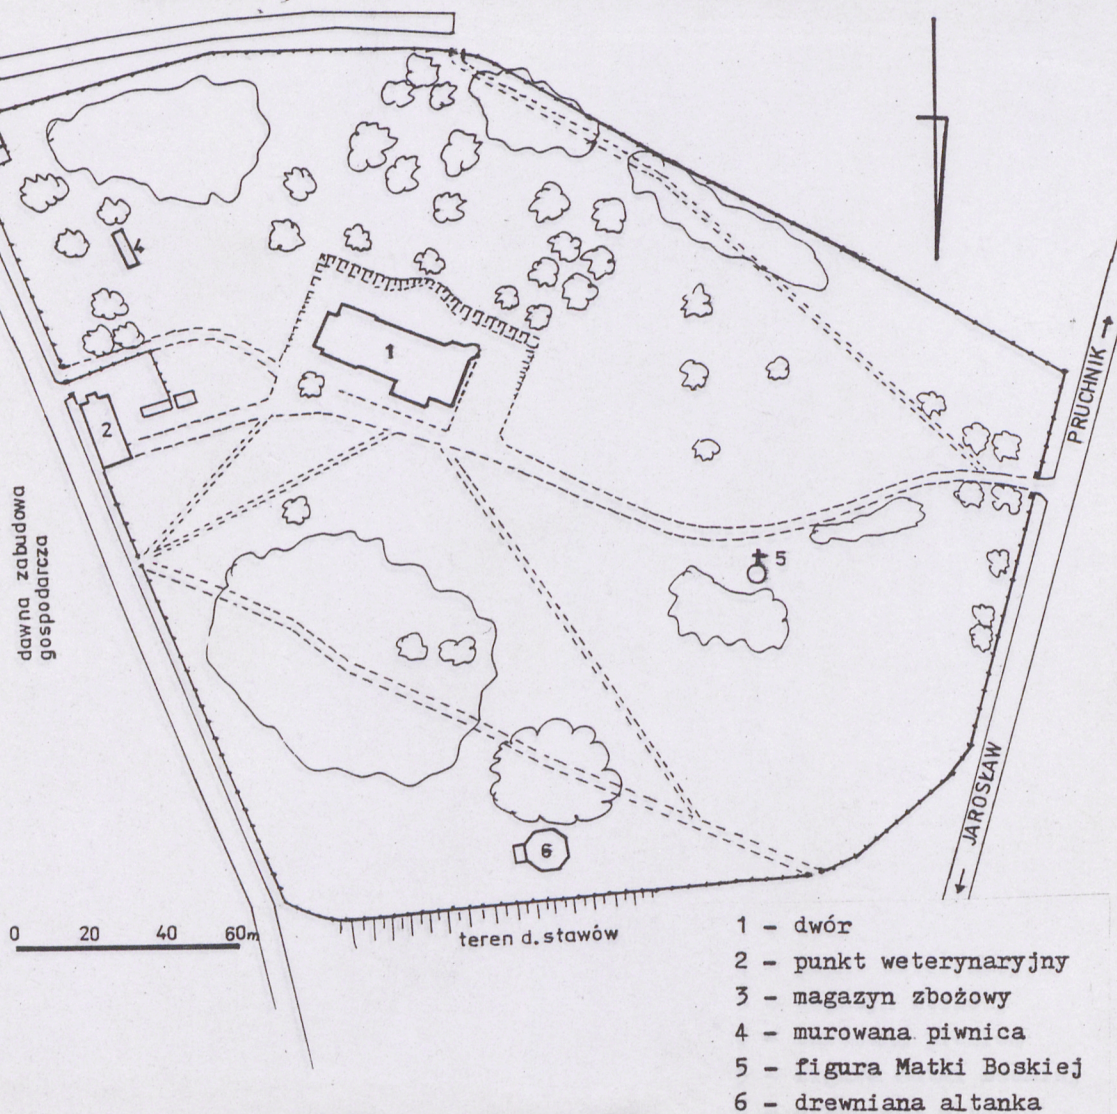 1
4
2
5
6
PRUCHNIK
JAROSŁAW
dawna zabudowa
gospodarcza
0 20 40 60m
teren d. stawów
1 - dwór
2 - punkt weterynaryjny
3 - magazyn zbożowy
4 - murowana piwnica
5 - figura Matki Boskiej
6 - drewniana altanka